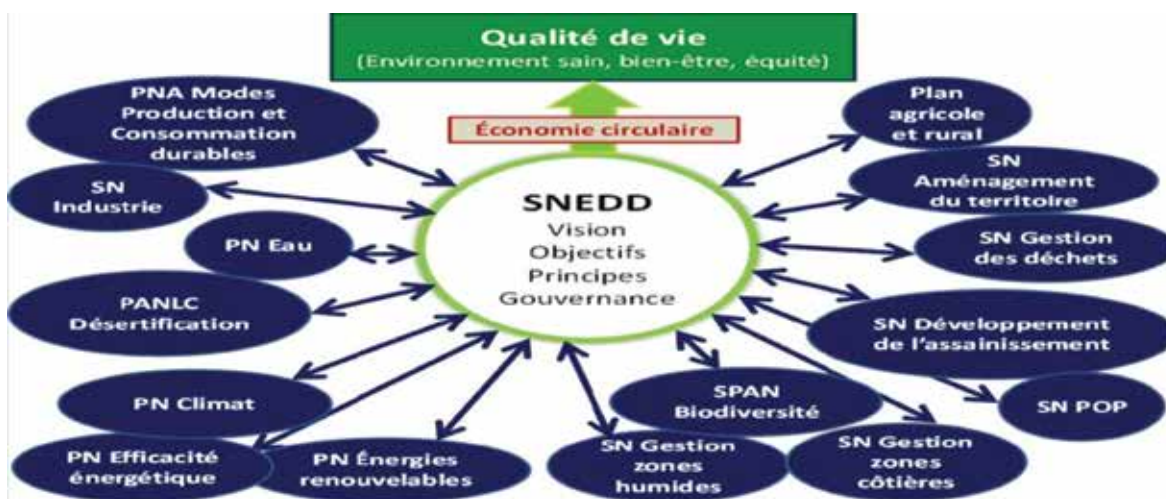 Qualité de vie
(Environnement sain, bien-être, équité)
Économie circulaire
SNEDD
Vision
Objectifs
Principes
Gouvernance
PNA Modes
Production et
Consommation
durables
SN
Industrie
PN Eau
PANLC
Désertification
PN Climat
PN Efficacité
énergétique
PN Énergies
renouvelables
SN Gestion
zones
humides
SPAN
Biodiversité
SN Gestion
zones
côtières
SN POP
SN Développement
de l'assainissement
SN Gestion
des déchets
SN
Aménagement
du territoire
Plan
agricole
et rural